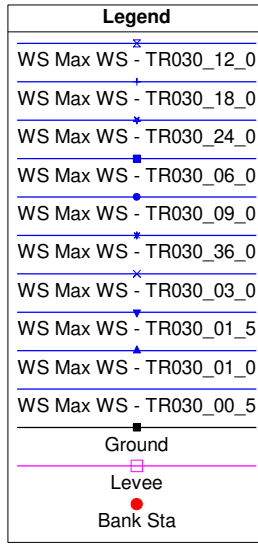 Legend
WS Max WS - TR030_12_0
WS Max WS - TR030_18_0
WS Max WS - TR030_24_0
WS Max WS - TR030_06_0
WS Max WS - TR030_09_0
WS Max WS - TR030_36_0
WS Max WS - TR030_03_0
WS Max WS - TR030_01_5
WS Max WS - TR030_01_0
WS Max WS - TR030_00_5
Ground
Levee
Bank Sta